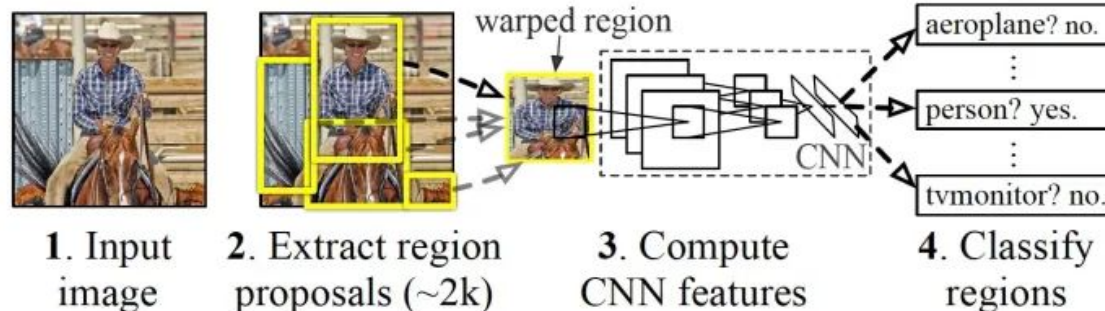 warped region
aeroplane? no.
⋮
person? yes.
⋮
tvmonitor? no.
CNN
1. Input
image
2. Extract region
proposals (~2k)
3. Compute
CNN features
4. Classify
regions